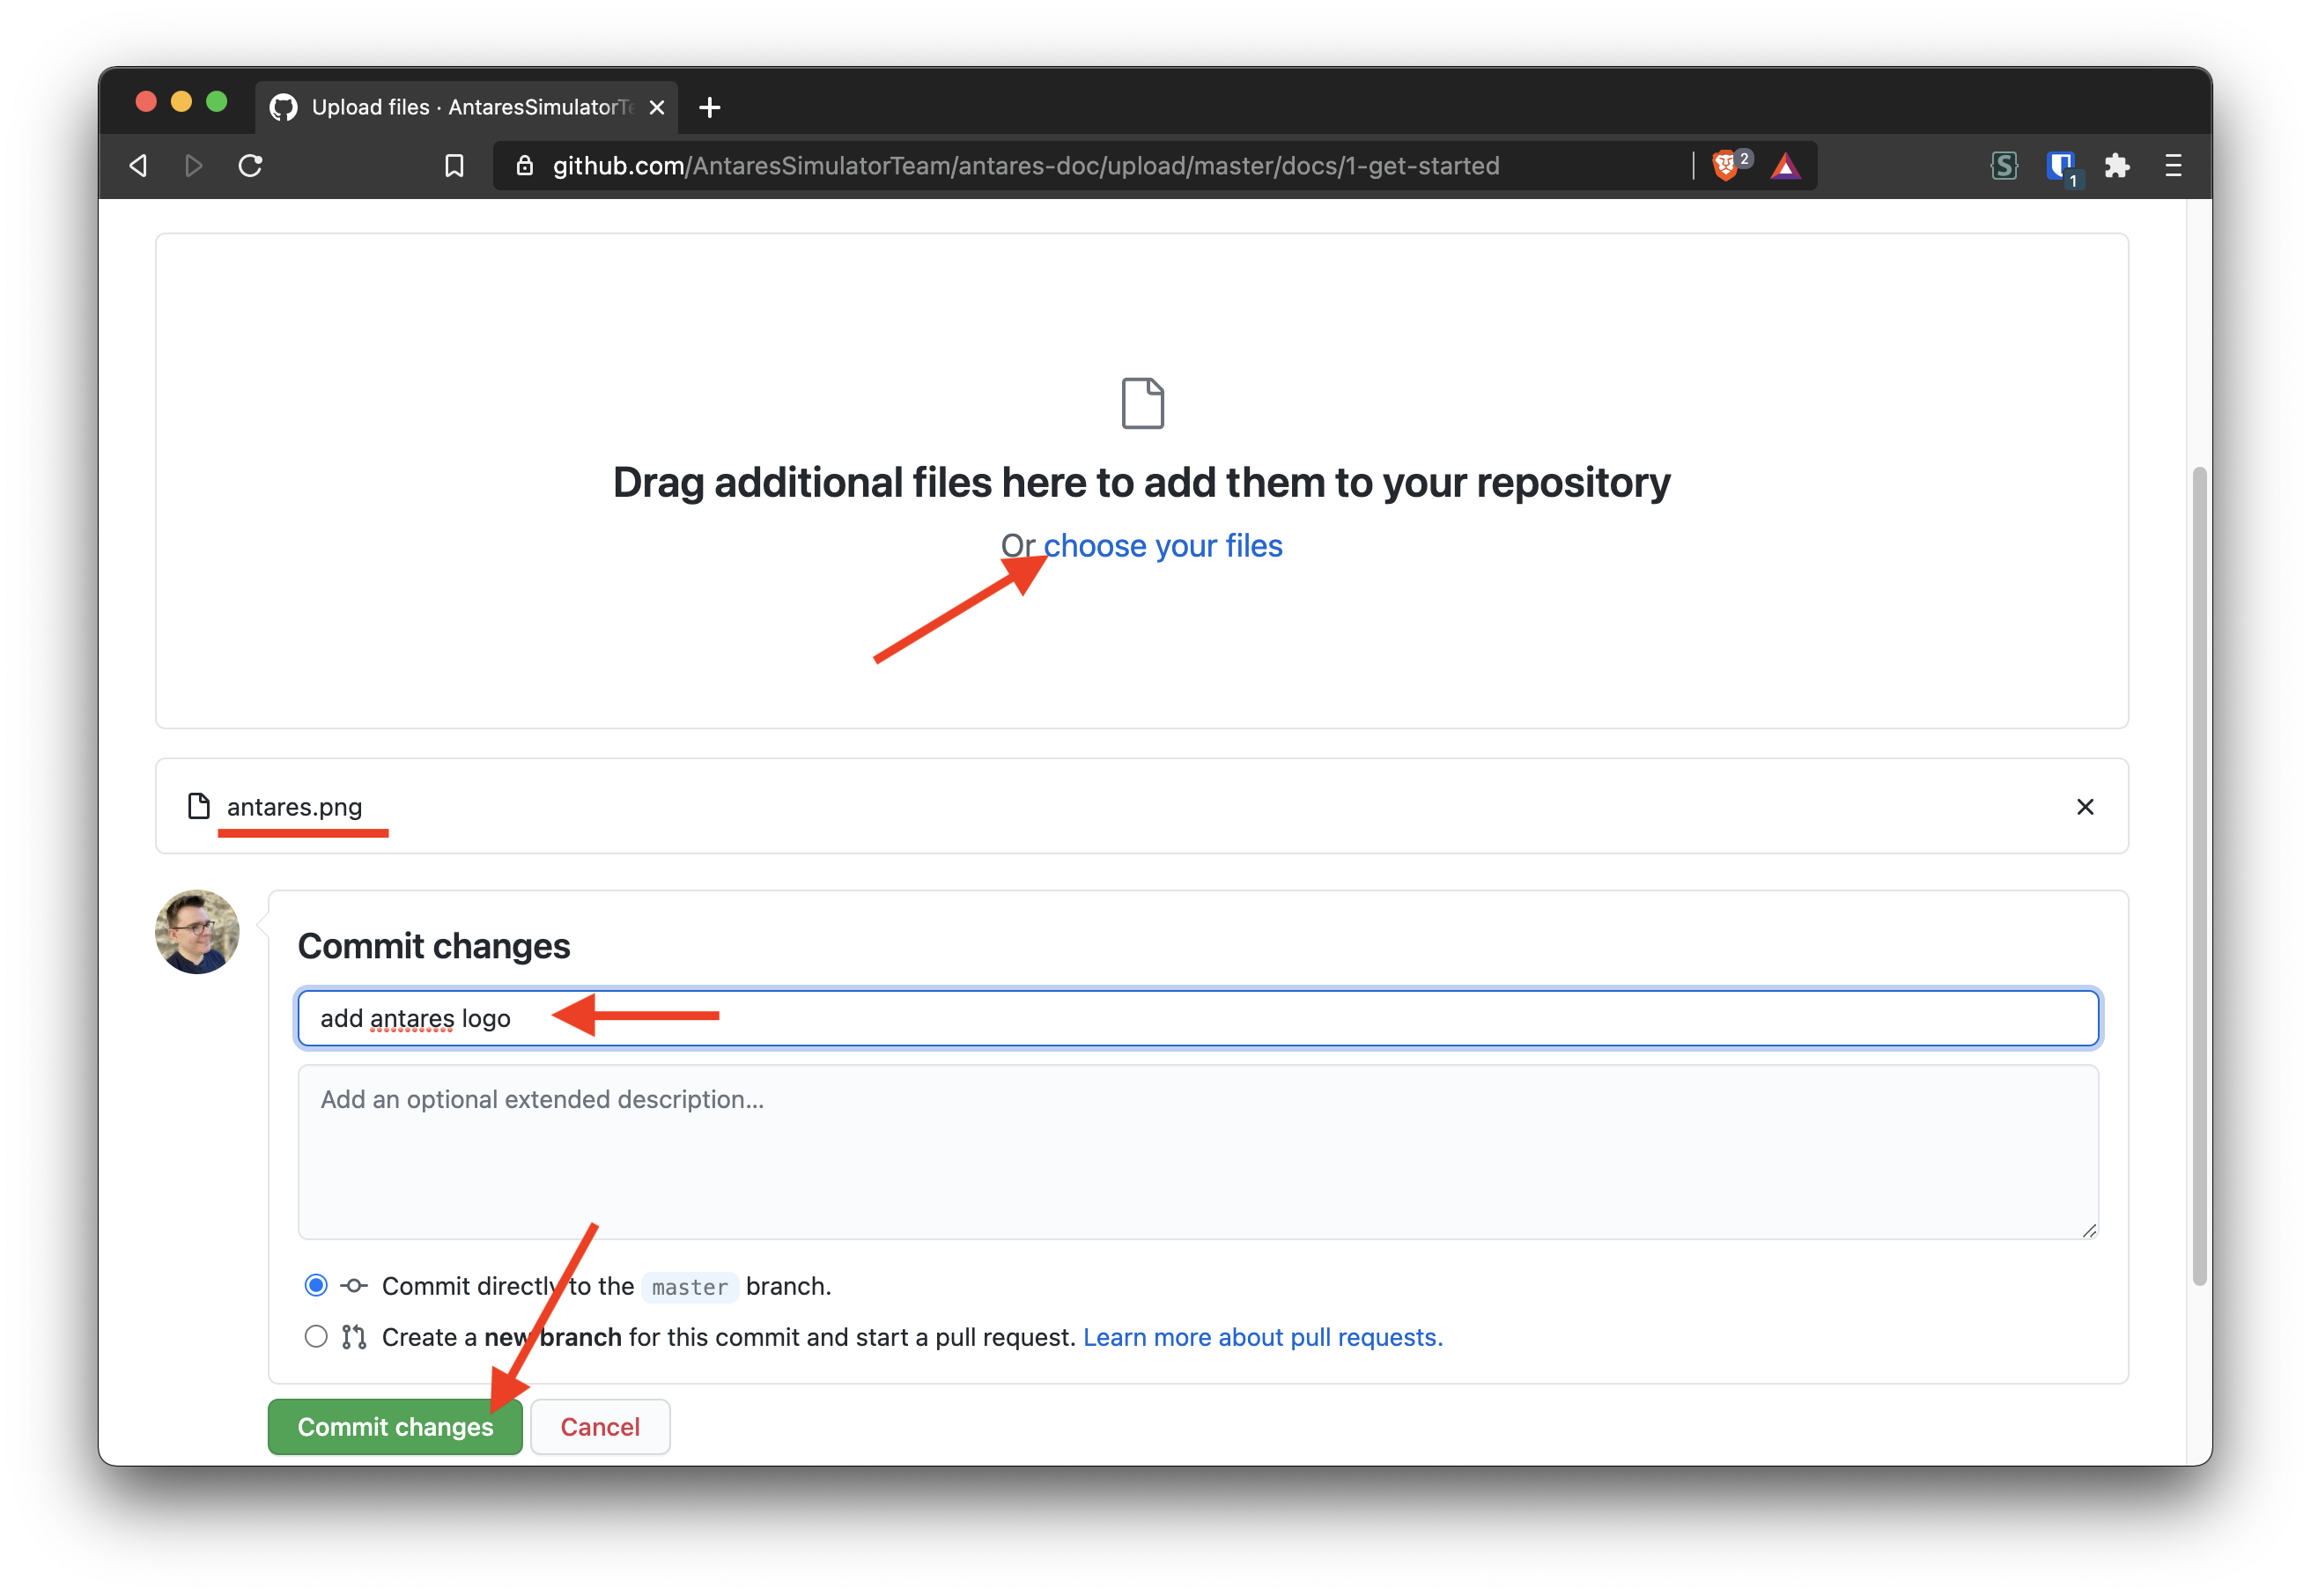 Upload files · AntaresSimulatorTe
github.com/AntaresSimulatorTeam/antares-doc/upload/master/docs/1-get-started
2
S
1
Drag additional files here to add them to your repository
Or choose your files
antares.png
Commit changes
add antares logo
Add an optional extended description...
Commit directly to the master branch.
Create a new branch for this commit and start a pull request. Learn more about pull requests.
Commit changes
Cancel